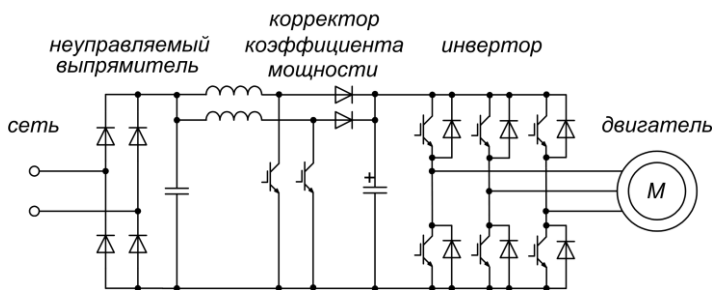 неуправляемый
выпрямитель
корректор
коэффициента
мощности
инвертор
сеть
двигатель
+
М